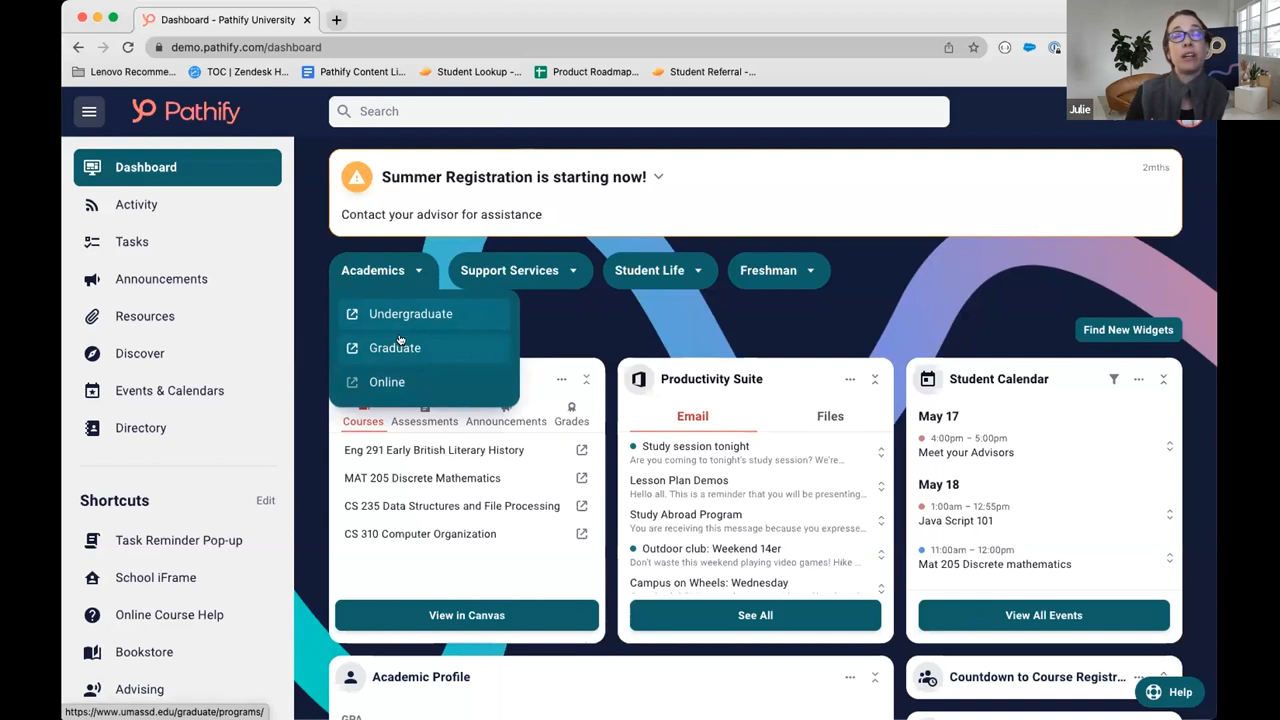 Dashboard - Pathify University
demo.pathify.com/dashboard
Lenovo Recomme...
TOC | Zendesk H...
Pathify Content Li...
Student Lookup -...
Product Roadmap...
Student Referral -...
Julie
Pathify
Search
Dashboard
Activity
Tasks
Announcements
Resources
Discover
Events & Calendars
Directory
Shortcuts
Edit
Task Reminder Pop-up
School iFrame
Online Course Help
Bookstore
Advising
https://www.umassd.edu/graduate/programs/
Summer Registration is starting now!
2mths
Contact your advisor for assistance
Academics
Support Services
Student Life
Freshman
Undergraduate
Graduate
Online
Find New Widgets
Courses
Assessments
Announcements
Grades
Eng 291 Early British Literary History
MAT 205 Discrete Mathematics
CS 235 Data Structures and File Processing
CS 310 Computer Organization
View in Canvas
Productivity Suite
Email
Files
Study session tonight
Are you coming to tonight's study session? We're...
Lesson Plan Demos
Hello all. This is a reminder that you will be presenting...
Study Abroad Program
You are receiving this message because you expresse...
Outdoor club: Weekend 14er
Don't waste this weekend playing video games! Hike ...
Campus on Wheels: Wednesday
See All
Student Calendar
May 17
4:00pm – 5:00pm
Meet your Advisors
May 18
1:00am – 12:55pm
Java Script 101
11:00am – 12:00pm
Mat 205 Discrete mathematics
View All Events
Academic Profile
GPA
Countdown to Course Registr...
Help